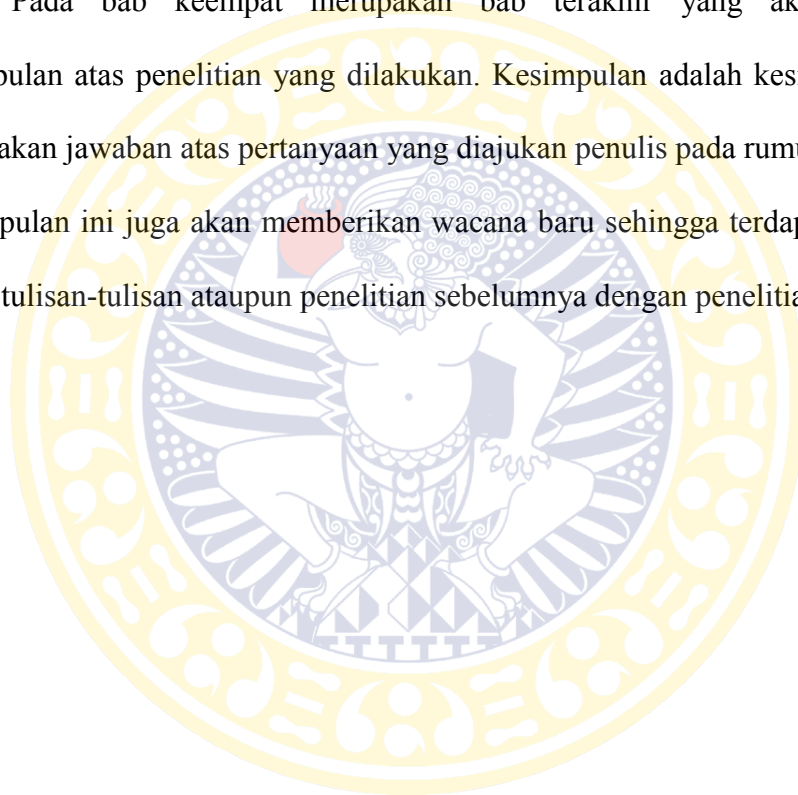 Pada bab keempat merupakan bab terakhir yang ak
pulan atas penelitian yang dilakukan. Kesimpulan adalah kes
akan jawaban atas pertanyaan yang diajukan penulis pada rumu
pulan ini juga akan memberikan wacana baru sehingga terdap
tulisan-tulisan ataupun penelitian sebelumnya dengan penelitia